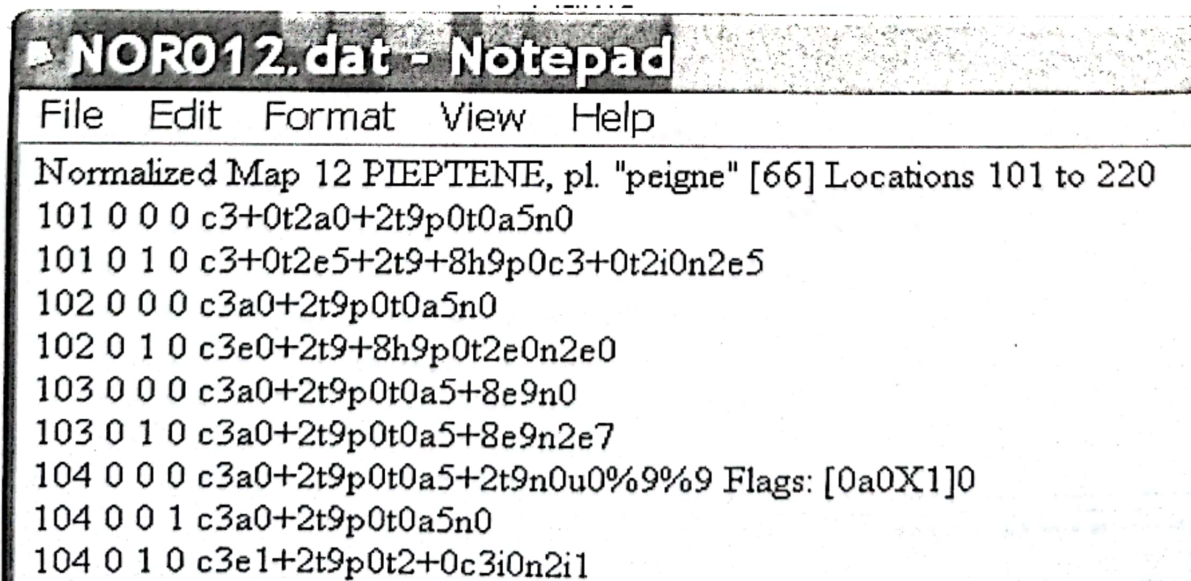 NOR012.dat - Notepad
File Edit Format View Help
Normalized Map 12 PIEPTENE, pl. "peigne" [66] Locations 101 to 220
101 0 0 0 c3+0t2a0+2t9p0t0a5n0
101 0 1 0 c3+0t2e5+2t9+8h9p0c3+0t2i0n2e5
102 0 0 0 c3a0+2t9p0t0a5n0
102 0 1 0 c3e0+2t9+8h9p0t2e0n2e0
103 0 0 0 c3a0+2t9p0t0a5+8e9n0
103 0 1 0 c3a0+2t9p0t0a5+8e9n2e7
104 0 0 0 c3a0+2t9p0t0a5+2t9n0u0%9%9 Flags: [0a0X1]0
104 0 0 1 c3a0+2t9p0t0a5n0
104 0 1 0 c3e1+2t9p0t2+0c3i0n2i1